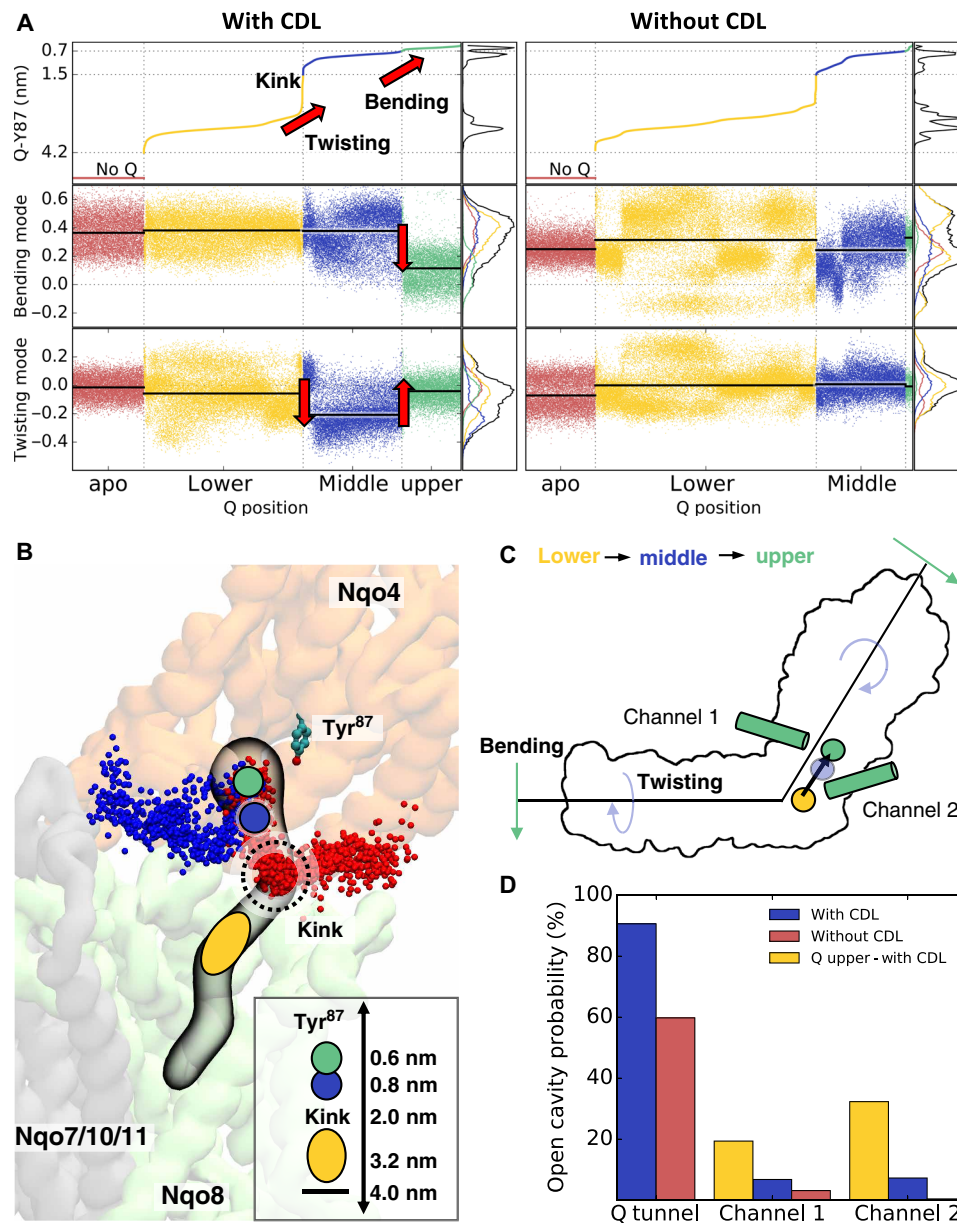 A
With CDL
Without CDL
Q-Y87 (nm)
0.7
1.5
4.2
Kink
Bending
Twisting
No Q
No Q
Bending mode
0.6
0.4
0.2
0.0
−0.2
Twisting mode
0.2
0.0
−0.2
−0.4
apo
Lower
Middle
upper
apo
Lower
Middle
Q position
Q position
B
Nqo4
Tyr87
Kink
Nqo7/10/11
Nqo8
Tyr87
0.6 nm
0.8 nm
Kink
2.0 nm
3.2 nm
4.0 nm
C
Lower
middle
upper
Channel 1
Bending
Twisting
Channel 2
D
Open cavity probability (%)
100
80
60
40
20
With CDL
Without CDL
Q upper - with CDL
Q tunnel
Channel 1
Channel 2